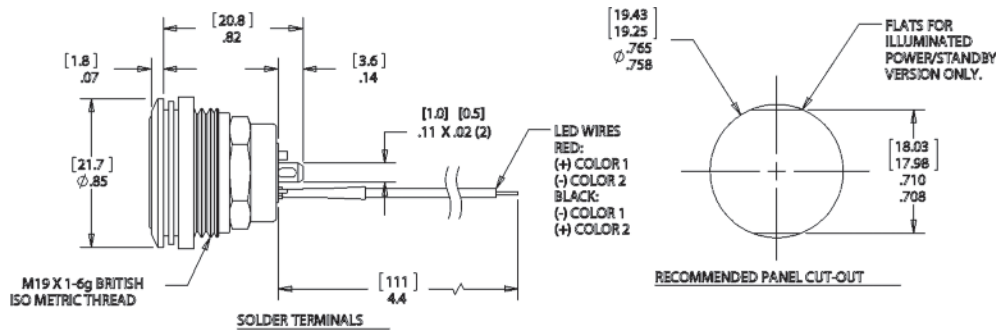 [20.8]
.82
[1.8]
.07
[3.6]
.14
[1.0] [0.5]
.11 X .02 (2)
[21.7]
Ø.85
LED WIRES
RED:
(+) COLOR 1
(-) COLOR 2
BLACK:
(-) COLOR 1
(+) COLOR 2
M19 X 1-6g BRITISH
ISO METRIC THREAD
[111]
4.4
SOLDER TERMINALS
[19.43]
[19.25]
Ø .765
.758
FLATS FOR
ILLUMINATED
POWER/STANDBY
VERSION ONLY.
[18.03]
[17.98]
.710
.708
RECOMMENDED PANEL CUT-OUT